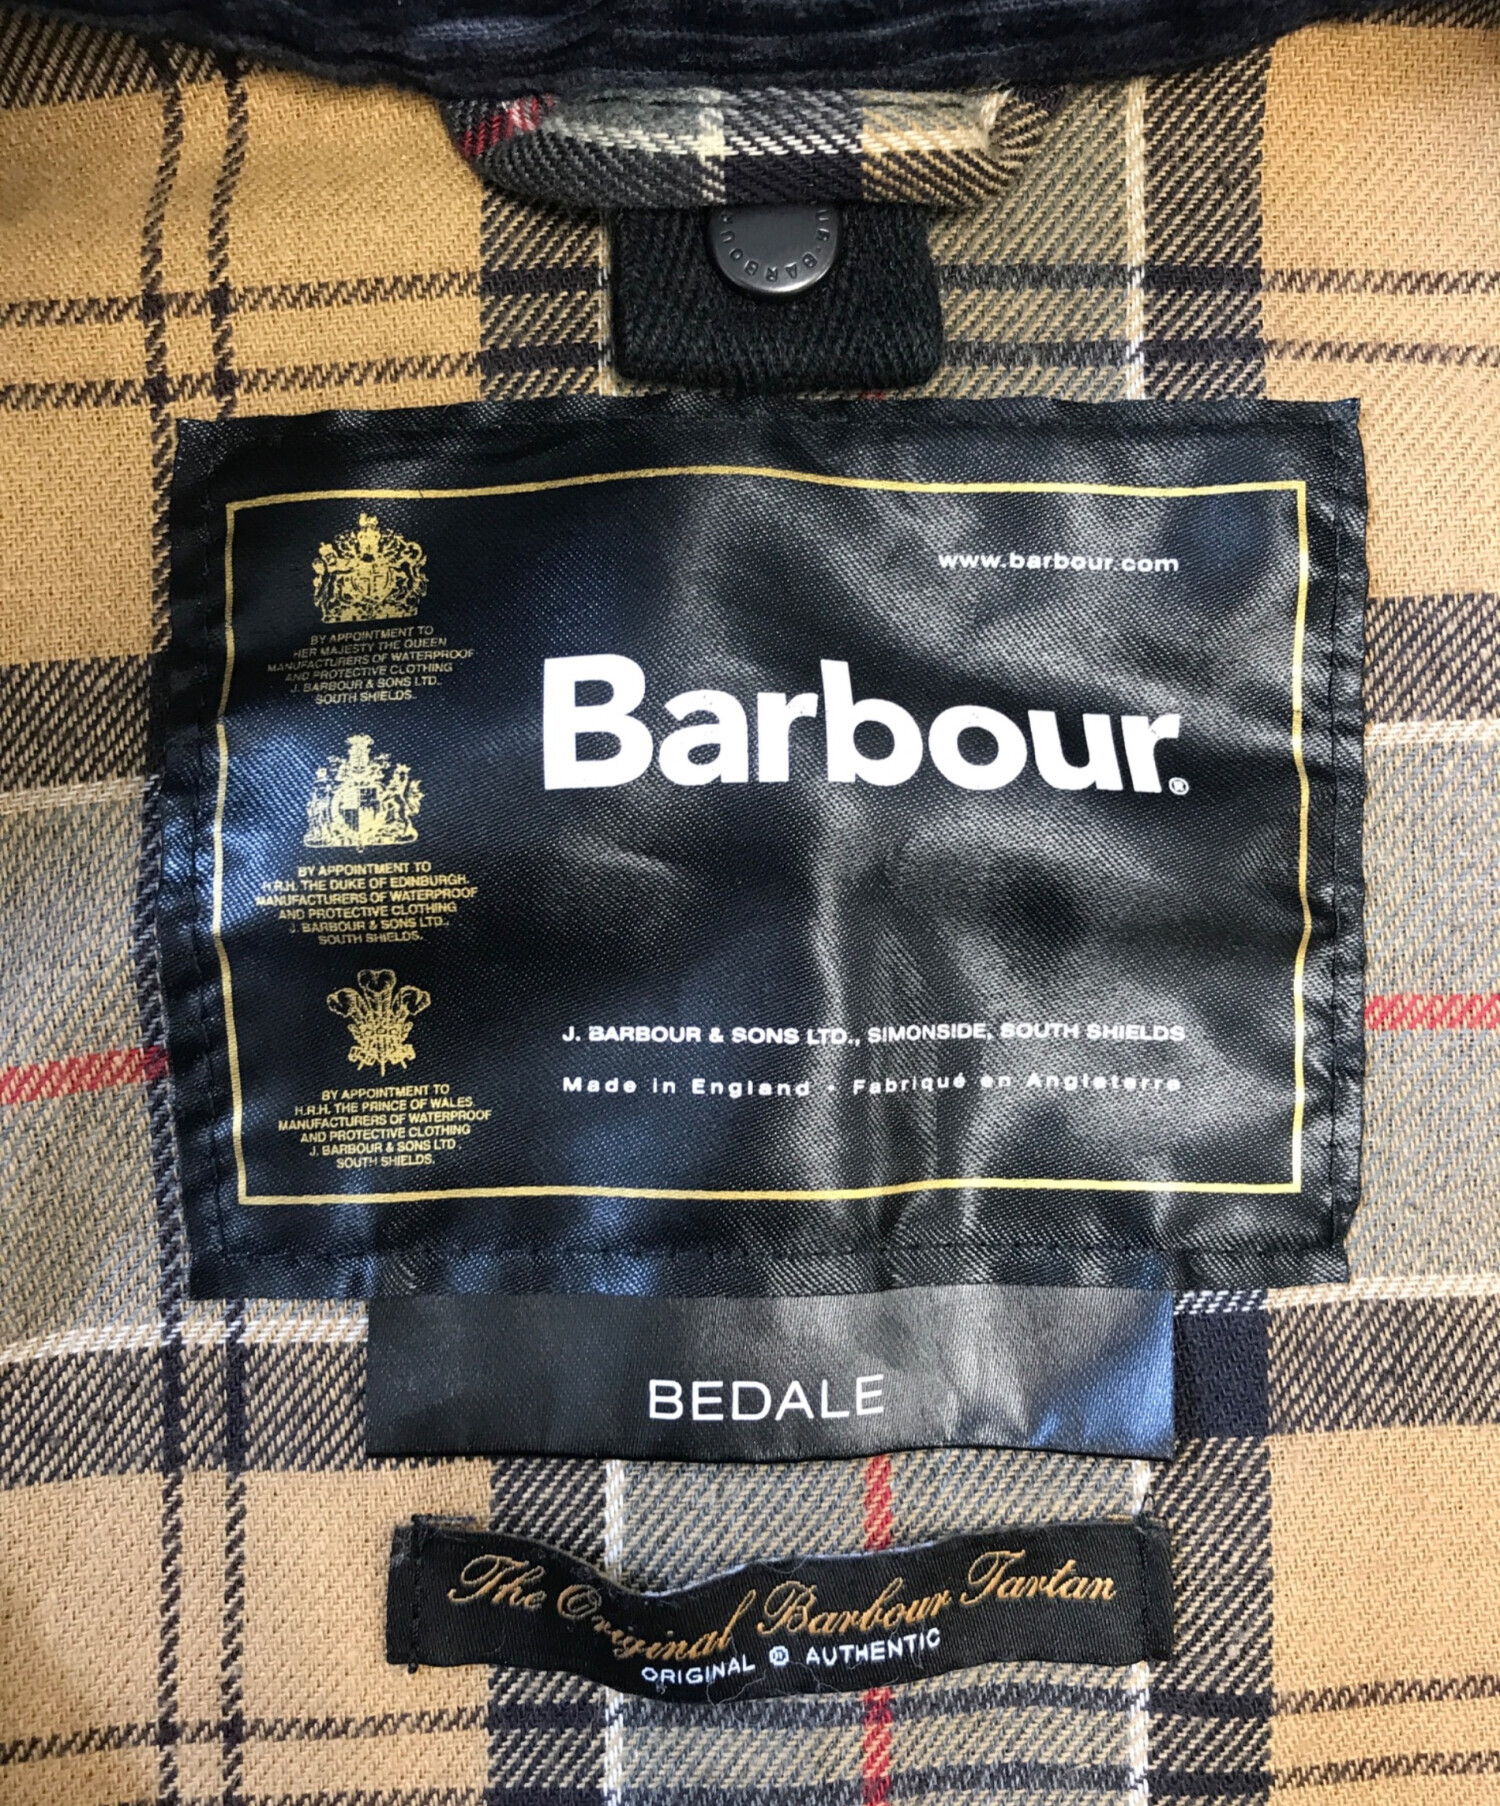 BARBOUR
www.barbour.com
BY APPOINTMENT TO
HER MAJESTY THE QUEEN
MANUFACTURERS OF WATERPROOF
AND PROTECTIVE CLOTHING
J. BARBOUR & SONS LTD.
SOUTH SHIELDS.
Barbour®
BY APPOINTMENT TO
H.R.H. THE DUKE OF EDINBURGH.
MANUFACTURERS OF WATERPROOF
AND PROTECTIVE CLOTHING
J. BARBOUR & SONS LTD.,
SOUTH SHIELDS.
BY APPOINTMENT TO
H.R.H. THE PRINCE OF WALES.
MANUFACTURERS OF WATERPROOF
AND PROTECTIVE CLOTHING
J. BARBOUR & SONS LTD.
SOUTH SHIELDS.
J. BARBOUR & SONS LTD., SIMONSIDE, SOUTH SHIELDS
Made in England · Fabriqué en Angleterre
BEDALE
The Original Barbour Tartan
ORIGINAL ® AUTHENTIC